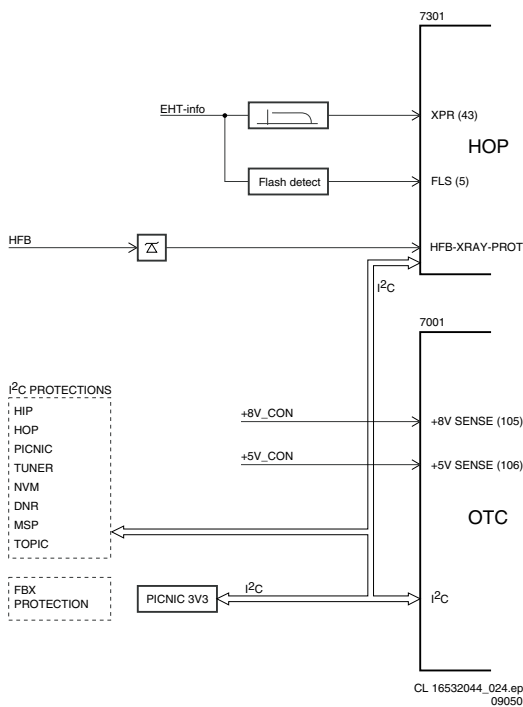 7301
EHT-info
XPR (43)
HOP
Flash detect
FLS (5)
HFB
HFB-XRAY-PROT
I²C
7001
I²C PROTECTIONS
HIP
HOP
PICNIC
TUNER
NVM
DNR
MSP
TOPIC
+8V_CON
+8V SENSE (105)
+5V_CON
+5V SENSE (106)
OTC
FBX
PROTECTION
PICNIC 3V3
I²C
I²C
CL 16532044_024.ep
09050